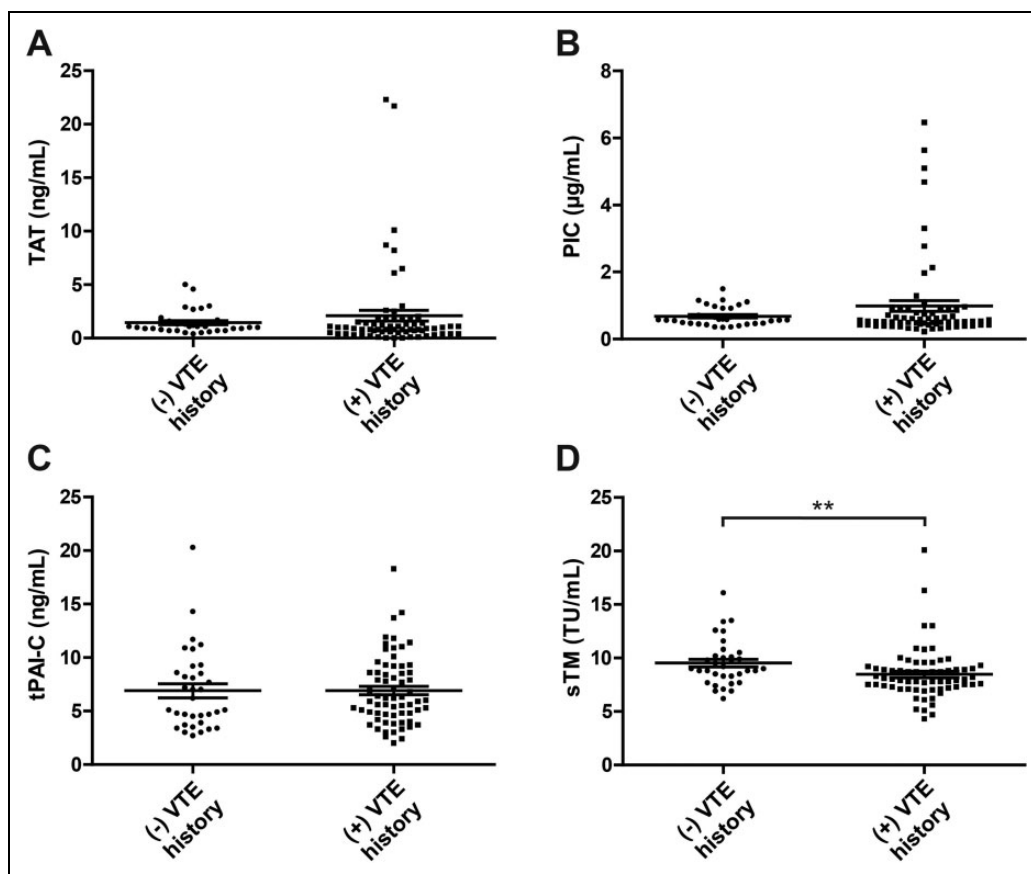 A
25
20
15
10
5
0
TAT (ng/mL)
(-) VTE
history
(+) VTE
history
B
8
6
4
2
0
PIC (µg/mL)
(-) VTE
history
(+) VTE
history
C
25
20
15
10
5
0
tPAI-C (ng/mL)
(-) VTE
history
(+) VTE
history
D
25
20
15
10
5
0
sTM (TU/mL)
**
(-) VTE
history
(+) VTE
history